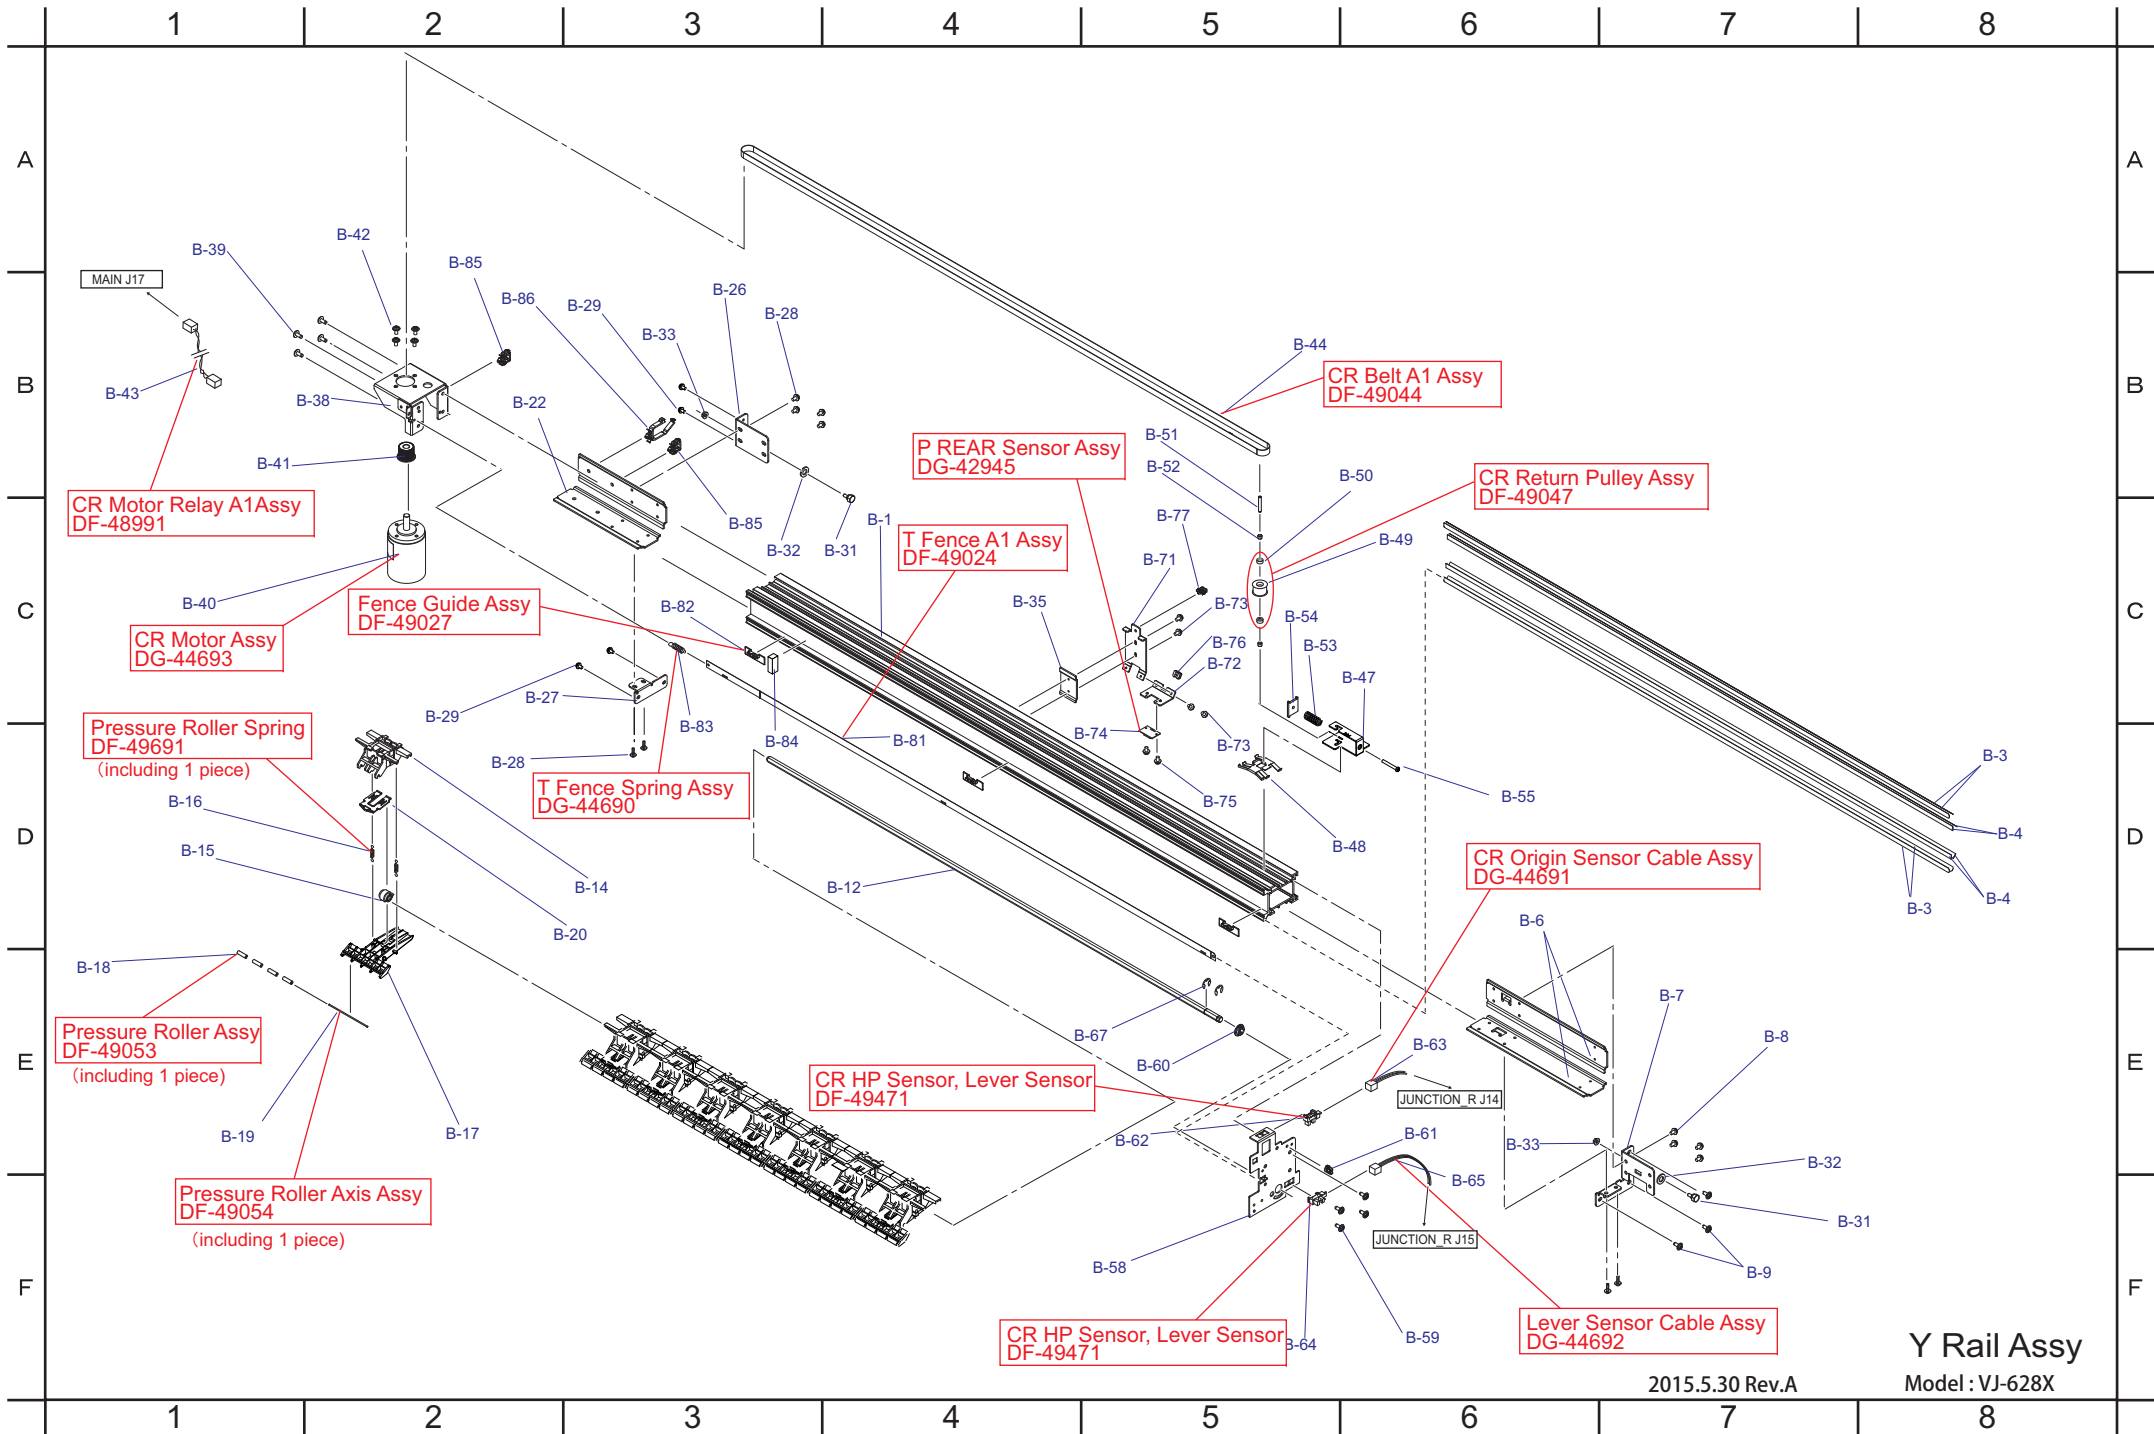 1 2 3 4 5 6 7 8
A A
B-39
B-42
B-85
MAIN J17
B-86
B-29
B-26
B-28
B-33
B-44
CR Belt A1 Assy
DF-49044
B B
B-43
B-38
B-22
B-41
P REAR Sensor Assy
DG-42945
B-51
B-52
B-50
CR Return Pulley Assy
DF-49047
CR Motor Relay A1Assy
DF-48991
B-85
B-32
B-31
B-1
T Fence A1 Assy
DF-49024
B-77
B-71
B-49
B-40
Fence Guide Assy
DF-49027
B-82
B-35
B-73
B-54
C C
CR Motor Assy
DG-44693
B-76
B-53
B-72
B-47
B-27
B-29
B-83
Pressure Roller Spring
DF-49691
(including 1 piece)
B-84
B-81
B-74
B-73
B-28
T Fence Spring Assy
DG-44690
B-3
B-16
B-75
B-55
B-4
D D
B-15
B-48
B-14
B-12
CR Origin Sensor Cable Assy
DG-44691
B-4
B-3
B-20
B-6
B-18
B-7
Pressure Roller Assy
DF-49053
(including 1 piece)
B-67
B-60
B-63
B-8
E E
CR HP Sensor, Lever Sensor
DF-49471
JUNCTION_R J14
B-19
B-17
B-62
B-61
B-33
B-32
B-65
Pressure Roller Axis Assy
DF-49054
(including 1 piece)
B-31
JUNCTION_R J15
B-58
B-9
F F
CR HP Sensor, Lever Sensor
DF-49471
B-64
B-59
Lever Sensor Cable Assy
DG-44692
Y Rail Assy
2015.5.30 Rev.A
Model : VJ-628X
1 2 3 4 5 6 7 8